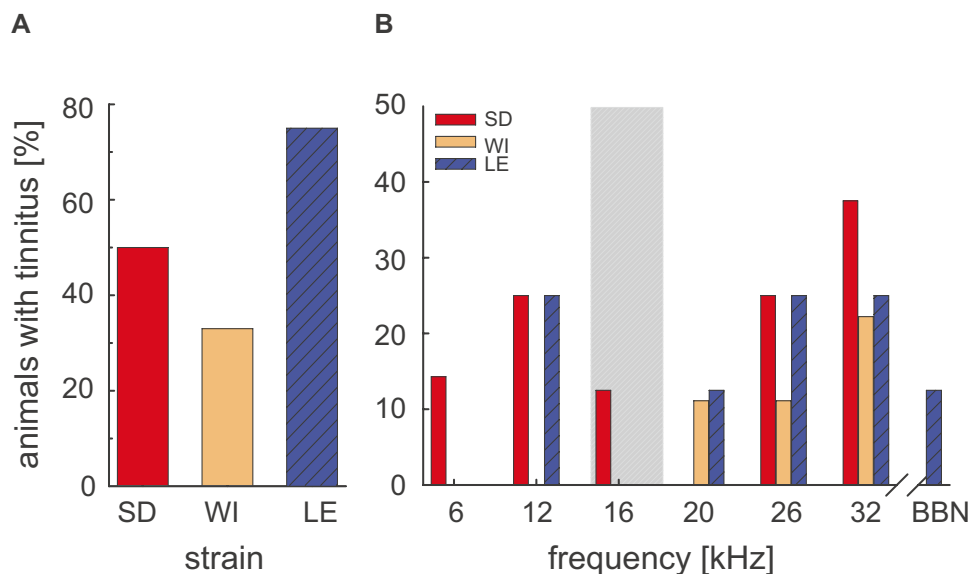 A
animals with tinnitus [%]
80
60
40
20
0
SD WI LE
strain
B
50
40
30
20
10
0
SD
WI
LE
6 12 16 20 26 32 BBN
frequency [kHz]